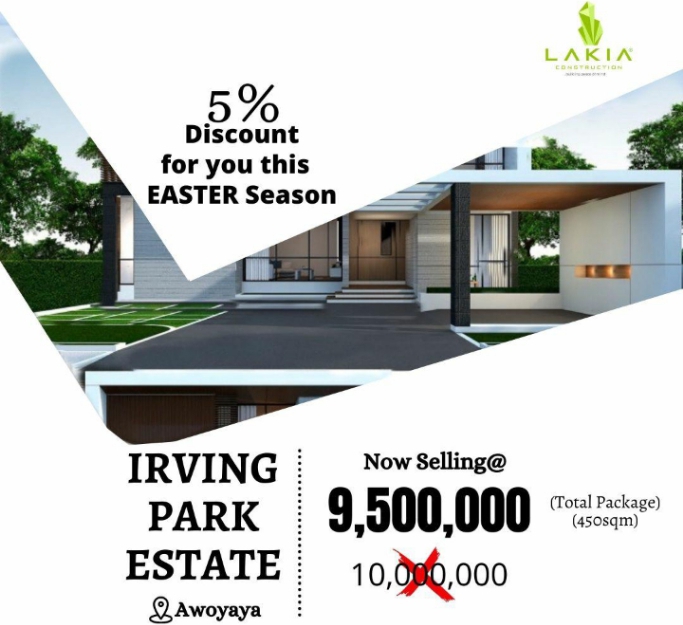 LAKIA®
CONSTRUCTION
5%
Discount
for you this
EASTER Season
IRVING
PARK
ESTATE
Awoyaya
Now Selling@
9,500,000
(Total Package)
(450sqm)
10,000,000